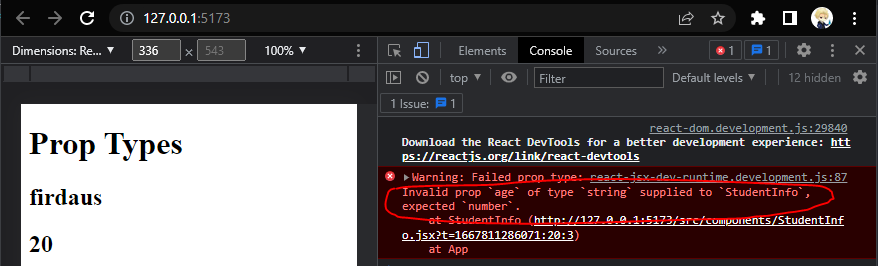 127.0.0.1:5173
Dimensions: Re... 336 × 543 100%
Elements Console Sources » 1 1
top Filter Default levels 12 hidden
1 Issue: 1
react-dom.development.js:29840
Download the React DevTools for a better development experience: htt
ps://reactjs.org/link/react-devtools
Warning: Failed prop type: react-jsx-dev-runtime.development.js:87
Invalid prop `age` of type `string` supplied to `StudentInfo`,
expected `number`.
at StudentInfo (http://127.0.0.1:5173/src/components/StudentInf
o.jsx?t=1667811286071:20:3)
at App
Prop Types
firdaus
20